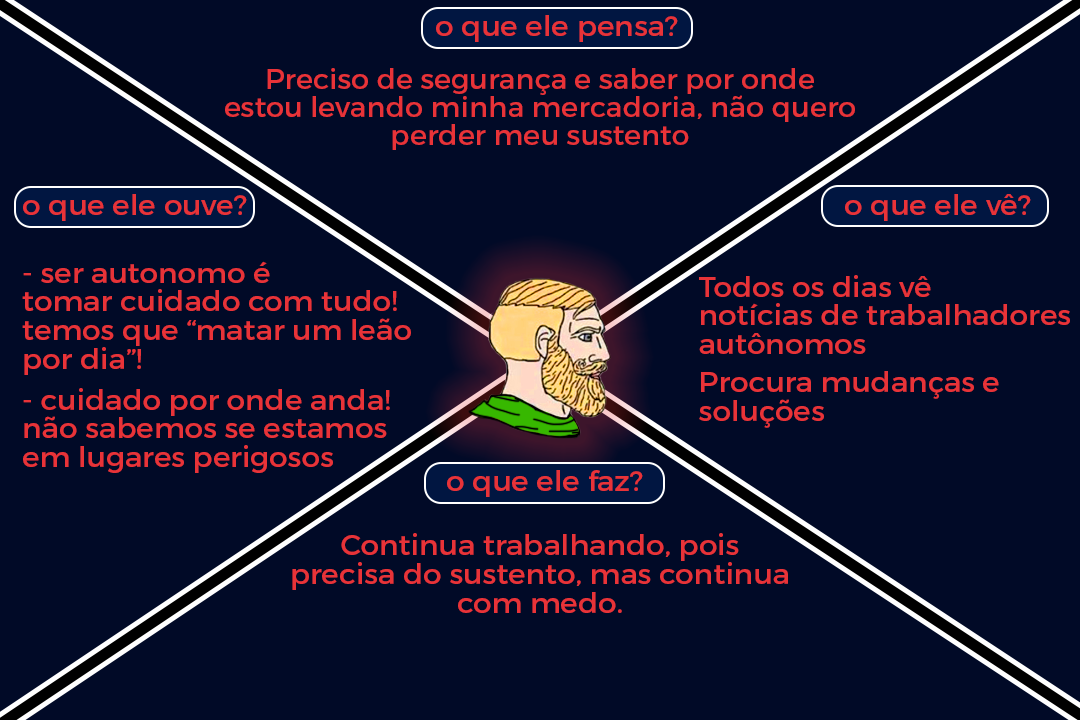 o que ele pensa?
Preciso de segurança e saber por onde
estou levando minha mercadoria, não quero
perder meu sustento
o que ele ouve?
- ser autonomo é
tomar cuidado com tudo!
temos que “matar um leão
por dia”!
- cuidado por onde anda!
não sabemos se estamos
em lugares perigosos
o que ele vê?
Todos os dias vê
notícias de trabalhadores
autônomos
Procura mudanças e
soluções
o que ele faz?
Continua trabalhando, pois
precisa do sustento, mas continua
com medo.